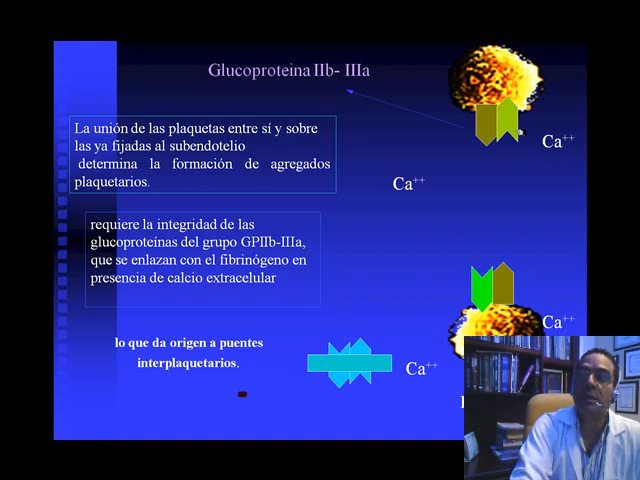 Glucoproteina IIb- IIIa
La unión de las plaquetas entre sí y sobre
las ya fijadas al subendotelio
determina la formación de agregados
plaquetarios.
Ca++
Ca++
requiere la integridad de las
glucoproteínas del grupo GPIIb-IIIa,
que se enlazan con el fibrinógeno en
presencia de calcio extracelular
Ca++
lo que da origen a puentes
interplaquetarios.
Ca++